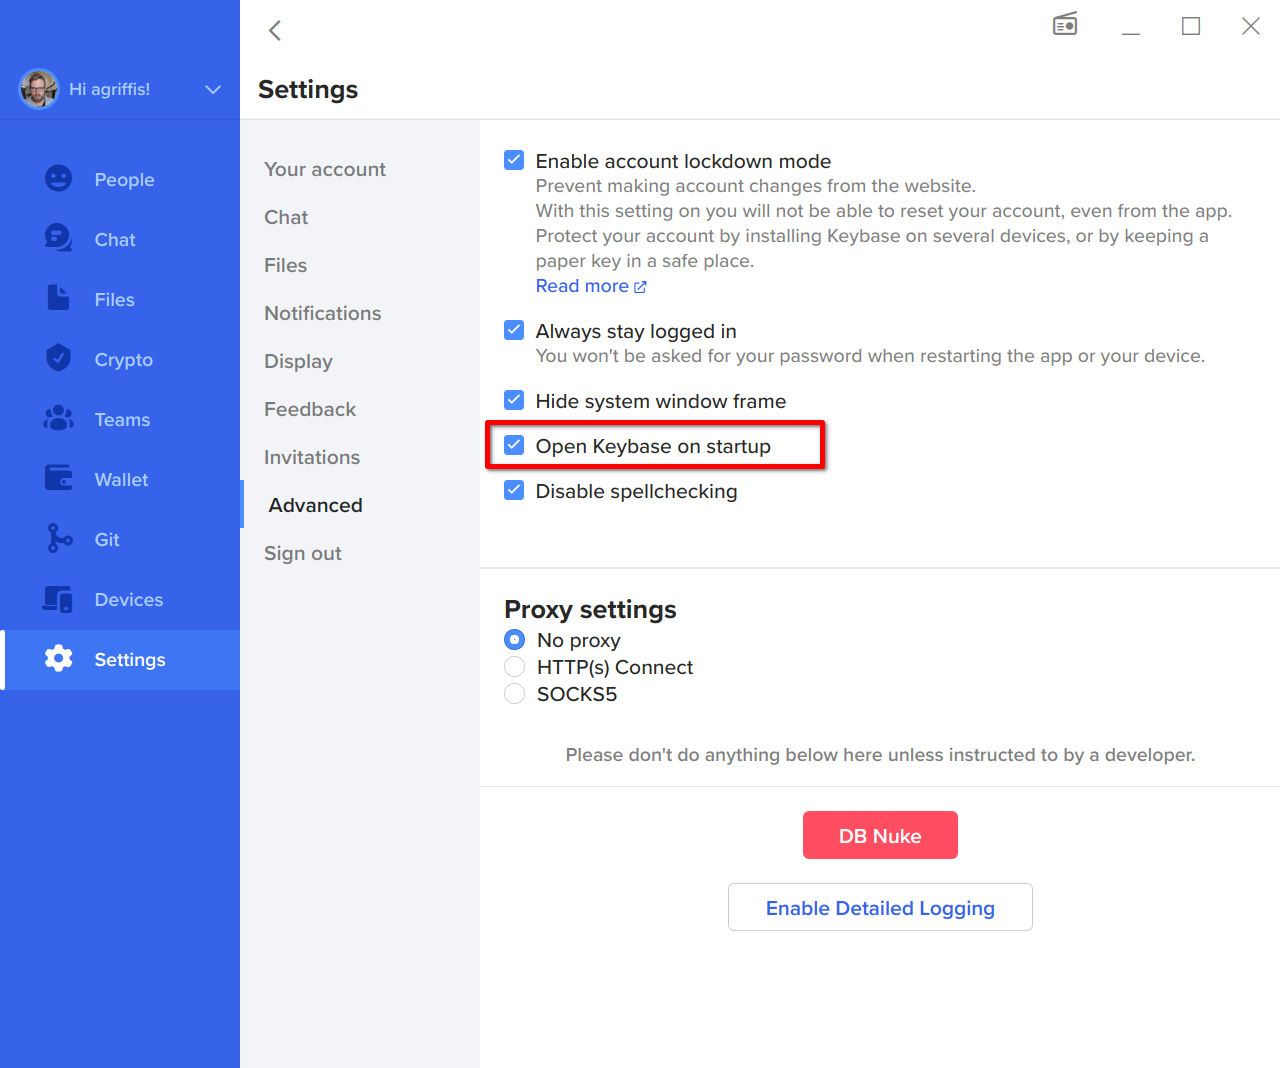 Hi agriffis!
People
Chat
Files
Crypto
Teams
Wallet
Git
Devices
Settings
Settings
Your account
Chat
Files
Notifications
Display
Feedback
Invitations
Advanced
Sign out
Enable account lockdown mode
Prevent making account changes from the website.
With this setting on you will not be able to reset your account, even from the app.
Protect your account by installing Keybase on several devices, or by keeping a
paper key in a safe place.
Read more
Always stay logged in
You won't be asked for your password when restarting the app or your device.
Hide system window frame
Open Keybase on startup
Disable spellchecking
Proxy settings
No proxy
HTTP(s) Connect
SOCKS5
Please don't do anything below here unless instructed to by a developer.
DB Nuke
Enable Detailed Logging